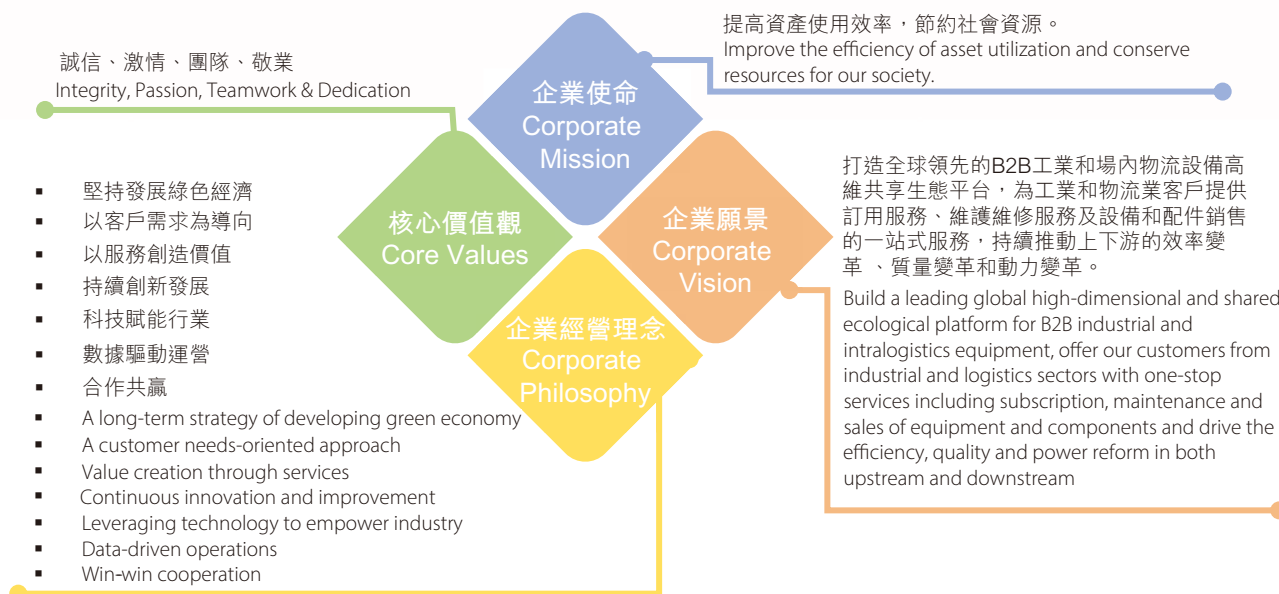 誠信、激情、團隊、敬業
Integrity, Passion, Teamwork & Dedication
企業使命
Corporate
Mission
提高資產使用效率，節約社會資源。
Improve the efficiency of asset utilization and conserve
resources for our society.
核心價值觀
Core Values
企業願景
Corporate
Vision
打造全球領先的B2B工業和場內物流設備高
維共享生態平台，為工業和物流業客戶提供
訂用服務、維護維修服務及設備和配件銷售
的一站式服務，持續推動上下游的效率變
革 、質量變革和動力變革。
Build a leading global high-dimensional and shared
ecological platform for B2B industrial and
intralogistics equipment, offer our customers from
industrial and logistics sectors with one-stop
services including subscription, maintenance and
sales of equipment and components and drive the
efficiency, quality and power reform in both
upstream and downstream
企業經營理念
Corporate
Philosophy
▪ 堅持發展綠色經濟
▪ 以客戶需求為導向
▪ 以服務創造價值
▪ 持續創新發展
▪ 科技賦能行業
▪ 數據驅動運營
▪ 合作共贏
▪ A long-term strategy of developing green economy
▪ A customer needs-oriented approach
▪ Value creation through services
▪ Continuous innovation and improvement
▪ Leveraging technology to empower industry
▪ Data-driven operations
▪ Win-win cooperation